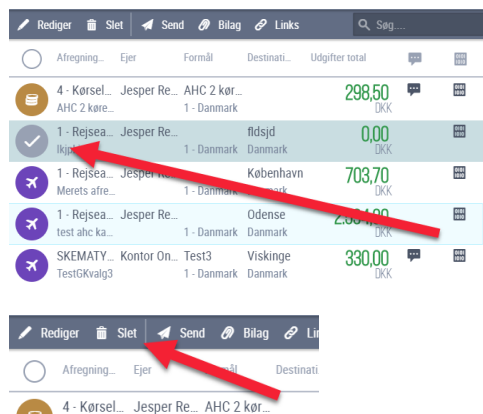 Rediger Slet Send Bilag Links Søg....
Afregning... Ejer Formål Destinati... Udgifter total
4 - Kørsel... Jesper Re... AHC 2 kør... 298,50
AHC 2 køre... 1 - Danmark DKK
1 - Rejsea... Jesper Re... fldsjd 0,00
1 - Danmark Danmark DKK
1 - Rejsea... Jesper Re... København 703,70
Merets afre... 1 - Danmark Danmark DKK
1 - Rejsea... Jesper Re... Odense
test ahc ka... 1 - Danmark Danmark DKK
SKEMATY... Kontor On... Test3 Viskinge 330,00
TestGKvalg3 1 - Danmark Danmark DKK
Rediger Slet Send Bilag
Afregning... Ejer Destinati
4 - Kørsel... Jesper Re... AHC 2 kør...